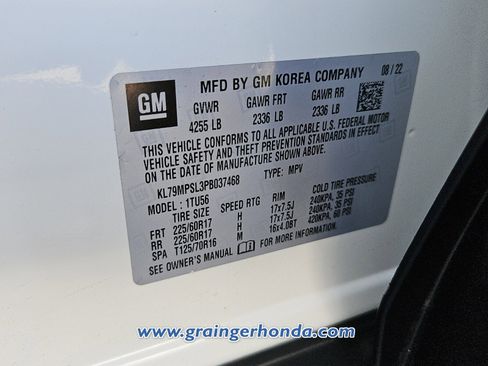 GM
MFD BY GM KOREA COMPANY 08 / 22
GVWR GAWR FRT GAWR RR
4255 LB 2336 LB 2336 LB
THIS VEHICLE CONFORMS TO ALL APPLICABLE U.S. FEDERAL MOTOR
VEHICLE SAFETY AND THEFT PREVENTION STANDARDS IN EFFECT
ON THE DATE OF MANUFACTURE SHOWN ABOVE.
KL79MPSL3PB037468 TYPE: MPV
MODEL: 1TU56
TIRE SIZE SPEED RTG RIM COLD TIRE PRESSURE
FRT 225/60R17 H 17x7.5J 240KPA, 35 PSI
RR 225/60R17 H 17x7.5J 240KPA, 35 PSI
SPA T125/70R16 M 16x4.0BT 420KPA, 60 PSI
SEE OWNER'S MANUAL FOR MORE INFORMATION
www.graingerhonda.com